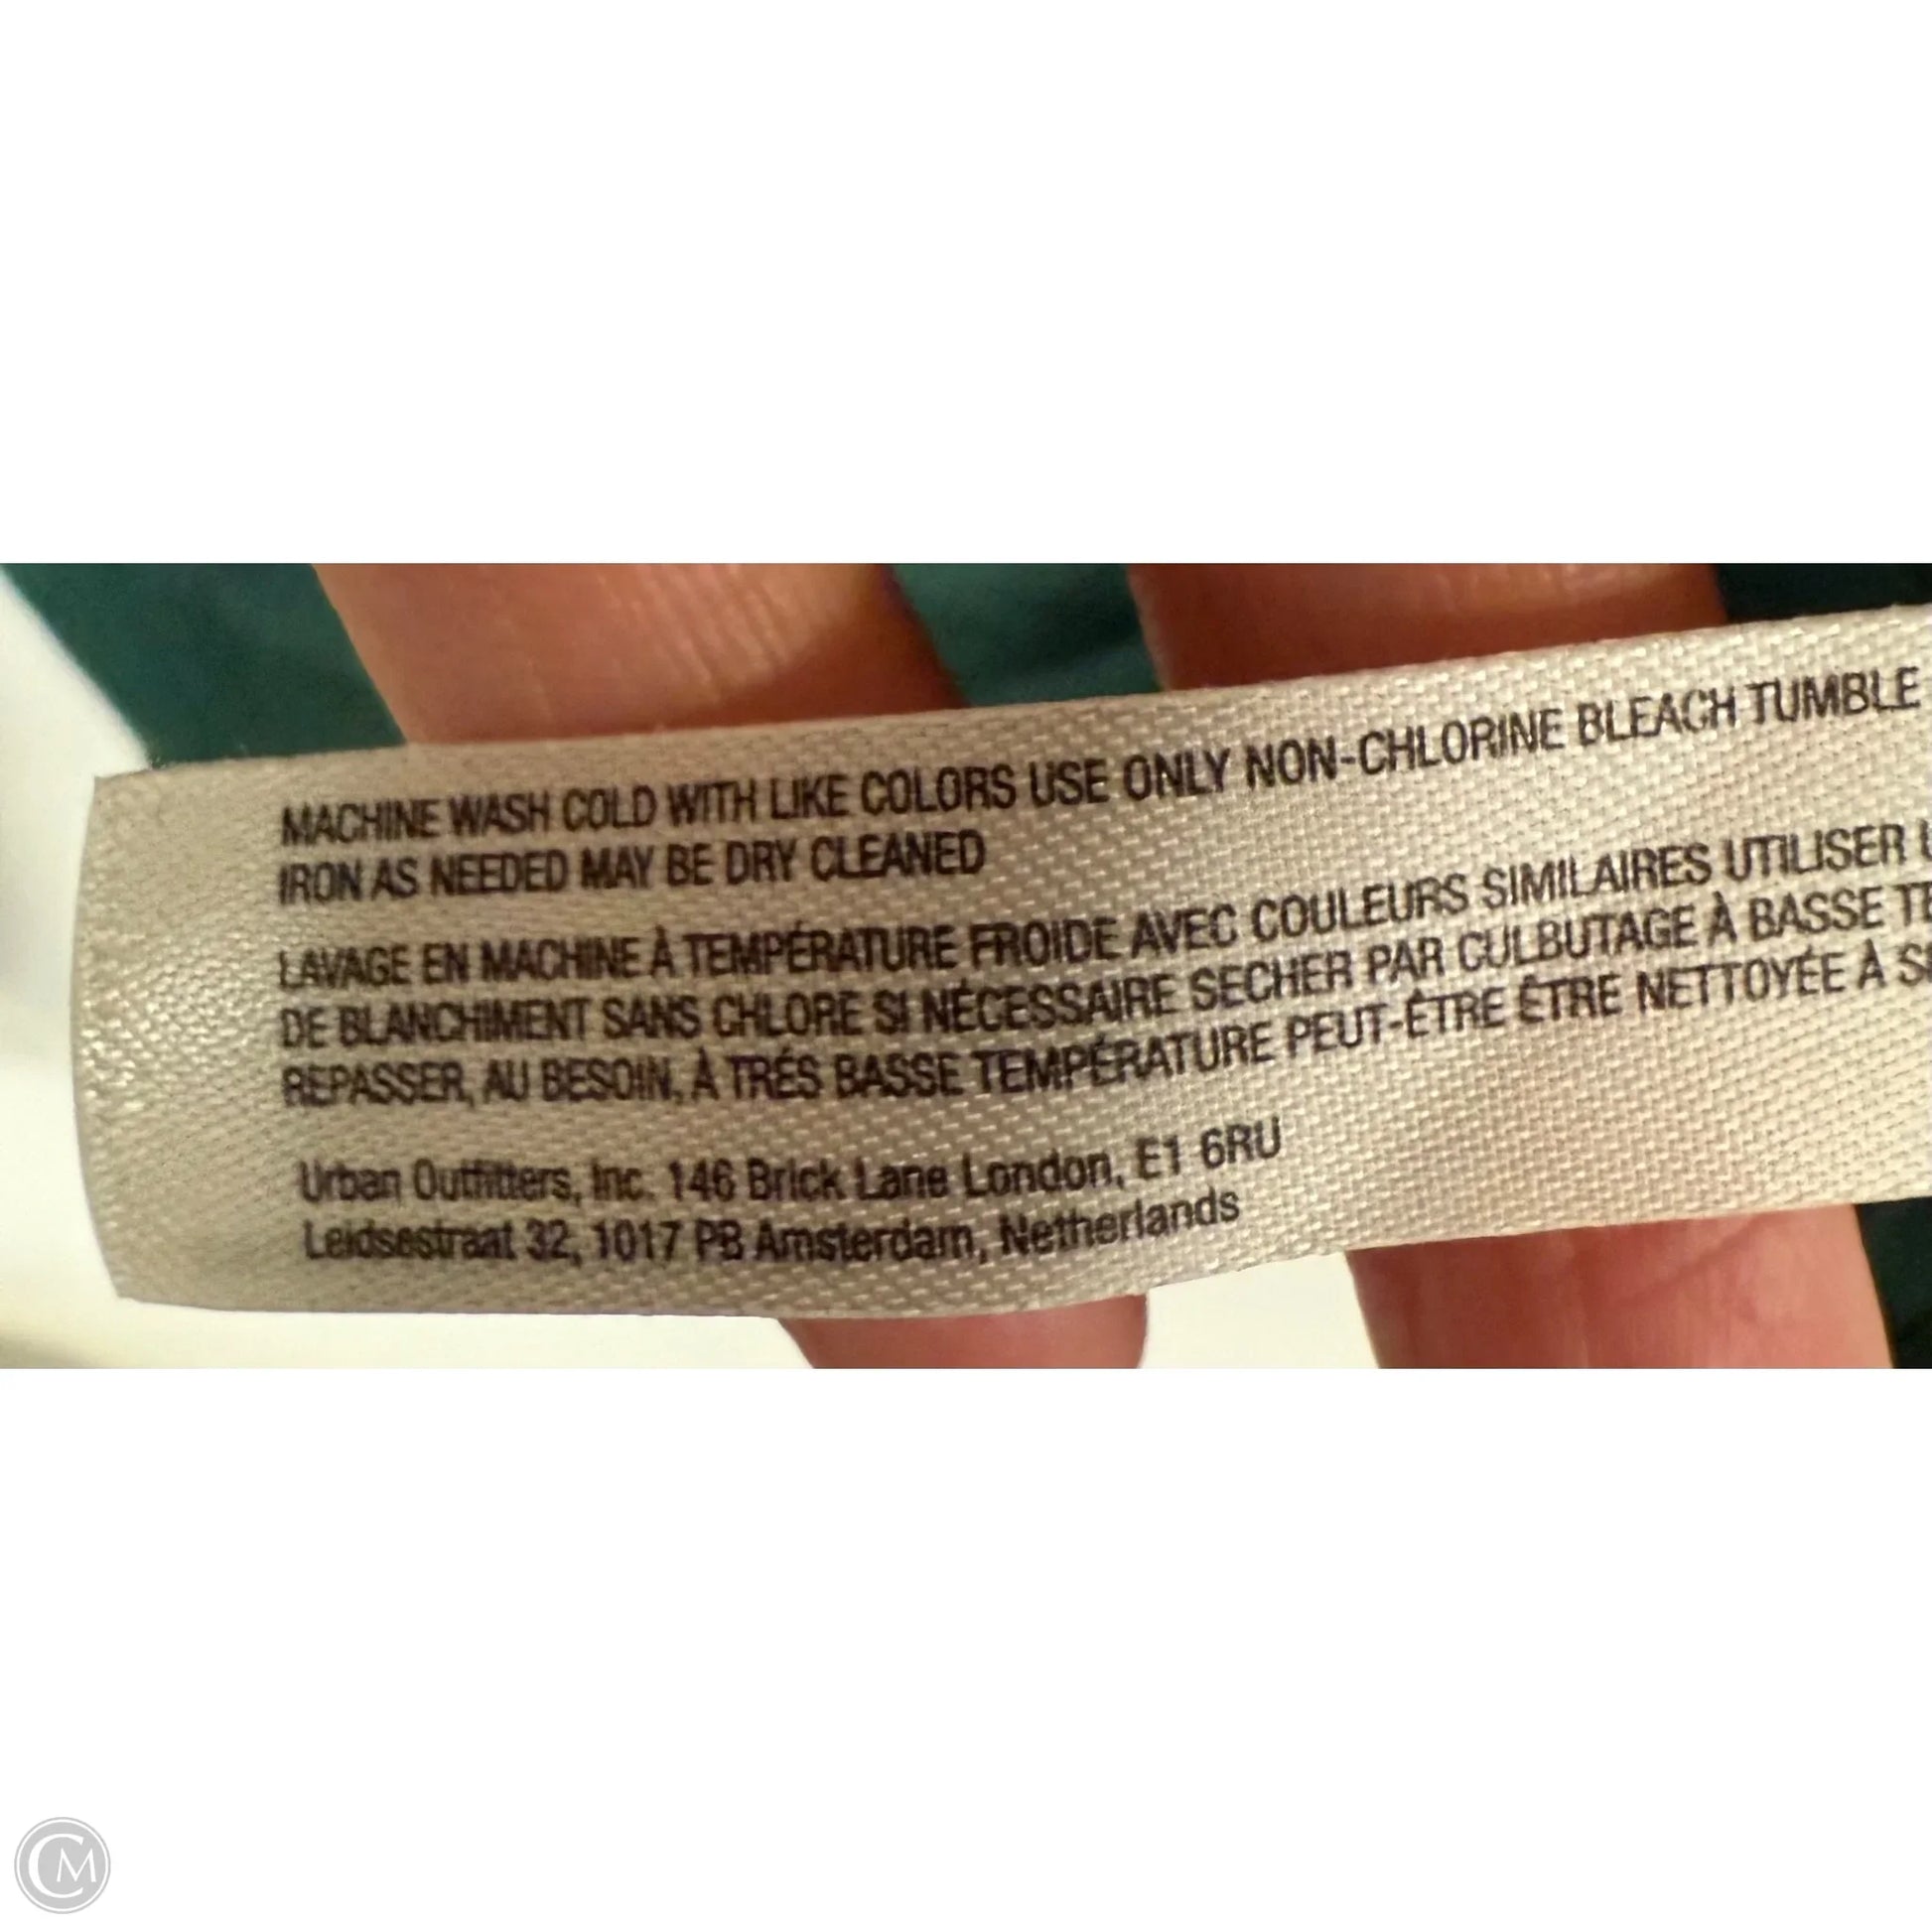 MACHINE WASH COLD WITH LIKE COLORS USE ONLY NON-CHLORINE BLEACH TUMBLE
IRON AS NEEDED MAY BE DRY CLEANED
LAVAGE EN MACHINE À TEMPÉRATURE FROIDE AVEC COULEURS SIMILAIRES UTILISER
DE BLANCHIMENT SANS CHLORE SI NÉCESSAIRE SECHER PAR CULBUTAGE À BASSE
REPASSER, AU BESOIN, À TRÉS BASSE TEMPÉRATURE PEUT-ÊTRE ÊTRE NETTOYÉE À
Urban Outfitters, Inc. 146 Brick Lane London, E1 6RU
Leidsestraat 32, 1017 PB Amsterdam, Netherlands
CM